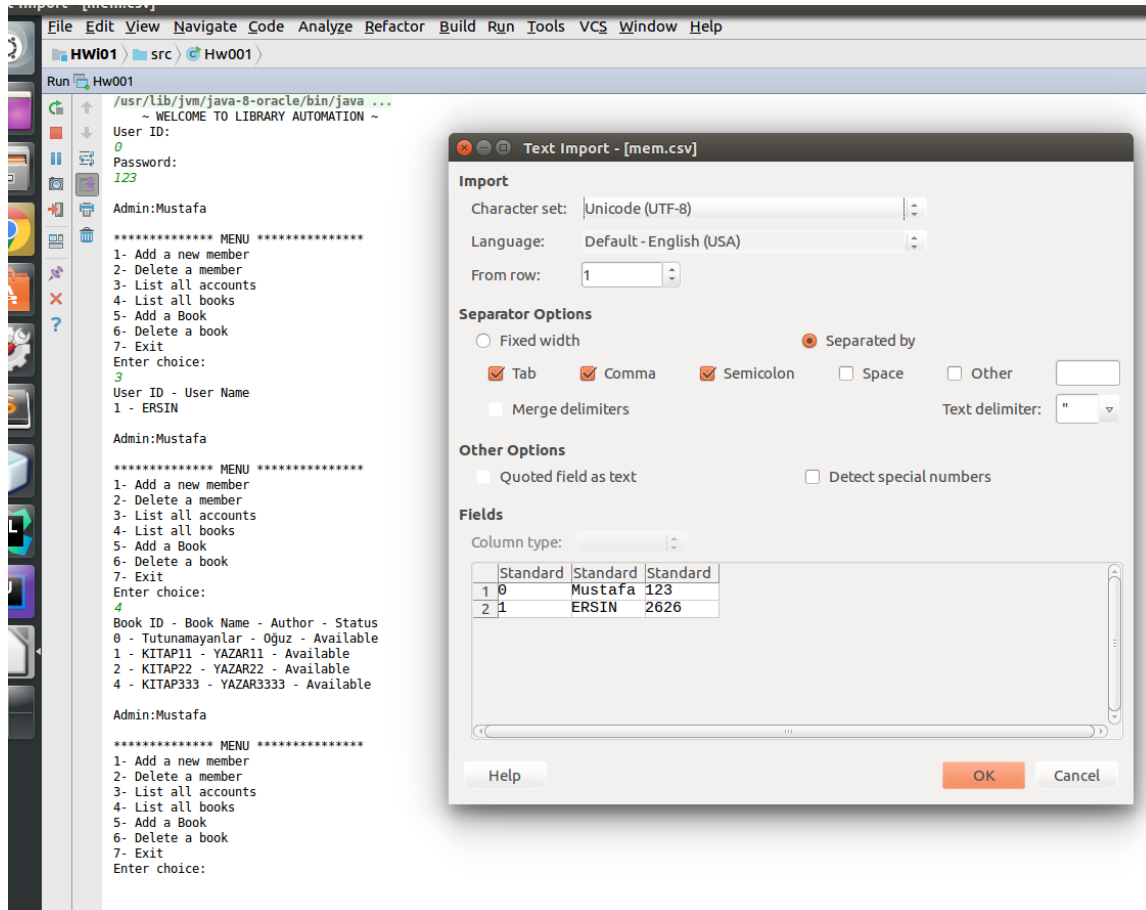 t Import - [mem.csv]
File Edit View Navigate Code Analyze Refactor Build Run Tools VCS Window Help
HWi01 src Hw001
Run Hw001
/usr/lib/jvm/java-8-oracle/bin/java ...
~ WELCOME TO LIBRARY AUTOMATION ~
User ID:
0
Password:
123
Admin:Mustafa
************** MENU ***************
1- Add a new member
2- Delete a member
3- List all accounts
4- List all books
5- Add a Book
6- Delete a book
7- Exit
Enter choice:
3
User ID - User Name
1 - ERSIN
Admin:Mustafa
************** MENU ***************
1- Add a new member
2- Delete a member
3- List all accounts
4- List all books
5- Add a Book
6- Delete a book
7- Exit
Enter choice:
4
Book ID - Book Name - Author - Status
0 - Tutunamayanlar - Oğuz - Available
1 - KITAP11 - YAZAR11 - Available
2 - KITAP22 - YAZAR22 - Available
4 - KITAP333 - YAZAR3333 - Available
Admin:Mustafa
************** MENU ***************
1- Add a new member
2- Delete a member
3- List all accounts
4- List all books
5- Add a Book
6- Delete a book
7- Exit
Enter choice:
Text Import - [mem.csv]
Import
Character set: Unicode (UTF-8)
Language: Default - English (USA)
From row: 1
Separator Options
Fixed width Separated by
Tab Comma Semicolon Space Other
Merge delimiters Text delimiter: "
Other Options
Quoted field as text Detect special numbers
Fields
Column type:
Standard Standard Standard
1 0 Mustafa 123
2 1 ERSIN 2626
Help OK Cancel